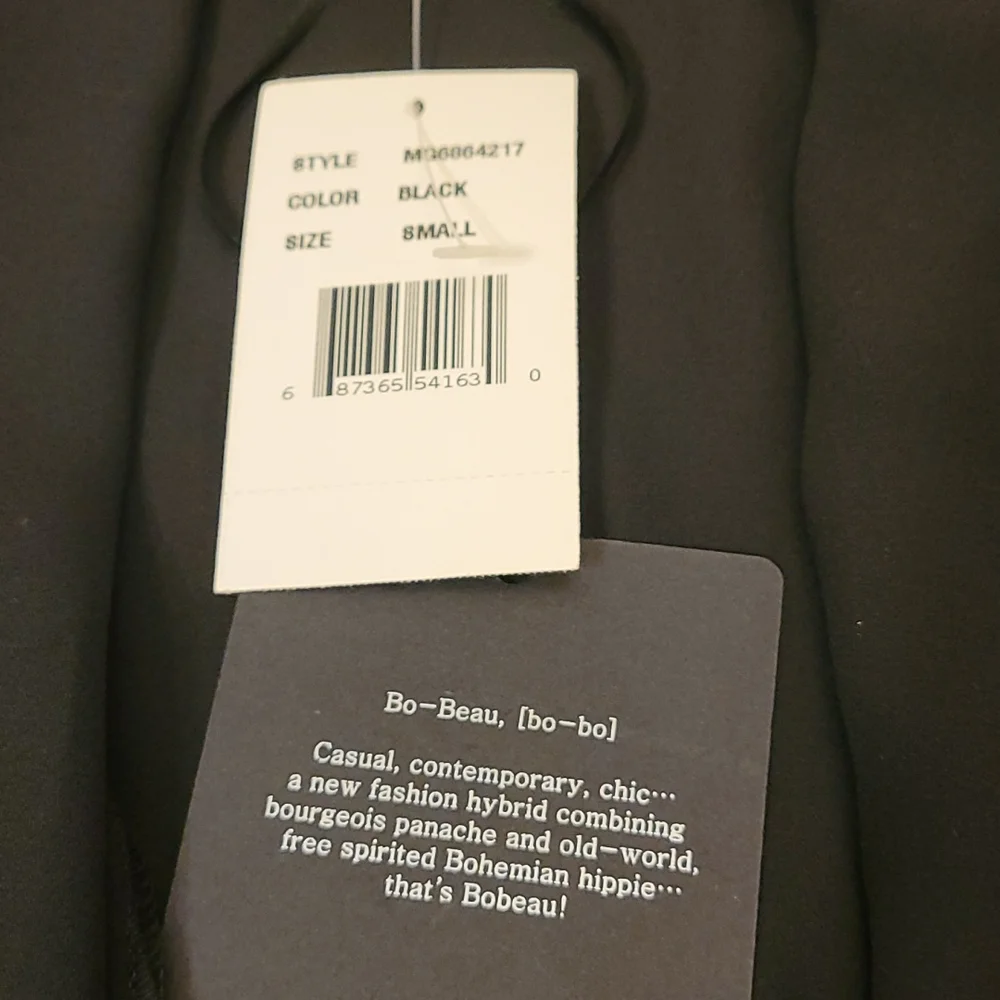 STYLE
COLOR BLACK
SIZE SMALL
6 87365 54163 0
Bo-Beau, [bo-bo]
Casual, contemporary, chic...
a new fashion hybrid combining
bourgeois panache and old-world,
free spirited Bohemian hippie...
that's Bobeau!